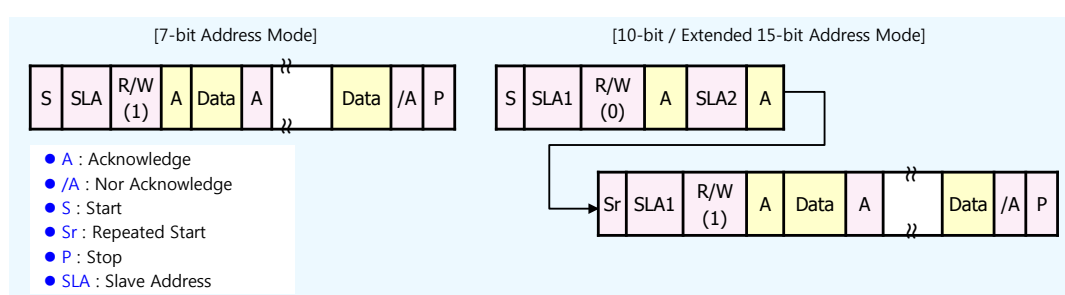 [7-bit Address Mode]
S SLA R/W (1) A Data A Data /A P
● A : Acknowledge
● /A : Nor Acknowledge
● S : Start
● Sr : Repeated Start
● P : Stop
● SLA : Slave Address
[10-bit / Extended 15-bit Address Mode]
S SLA1 R/W (0) A SLA2 A
Sr SLA1 R/W (1) A Data A Data /A P